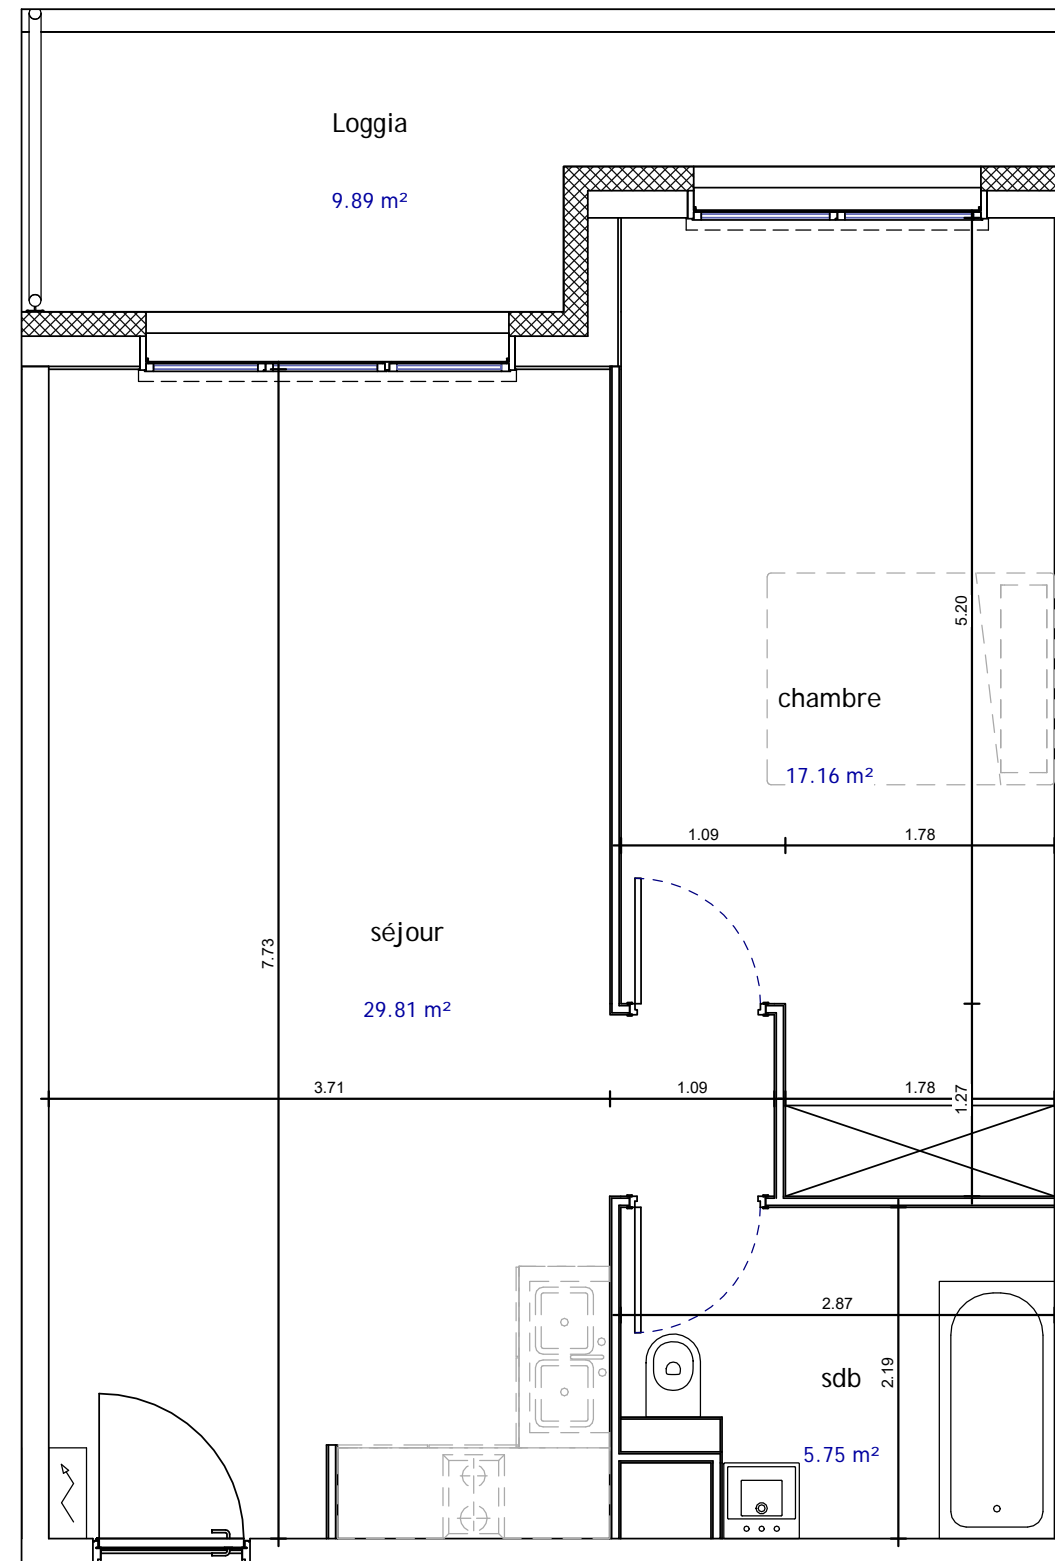 Loggia
9.89 m²
5.20
chambre
17.16 m²
1.09
1.78
séjour
7.73
29.81 m²
3.71
1.09
1.78
1.27
2.87
sdb
2.19
5.75 m²